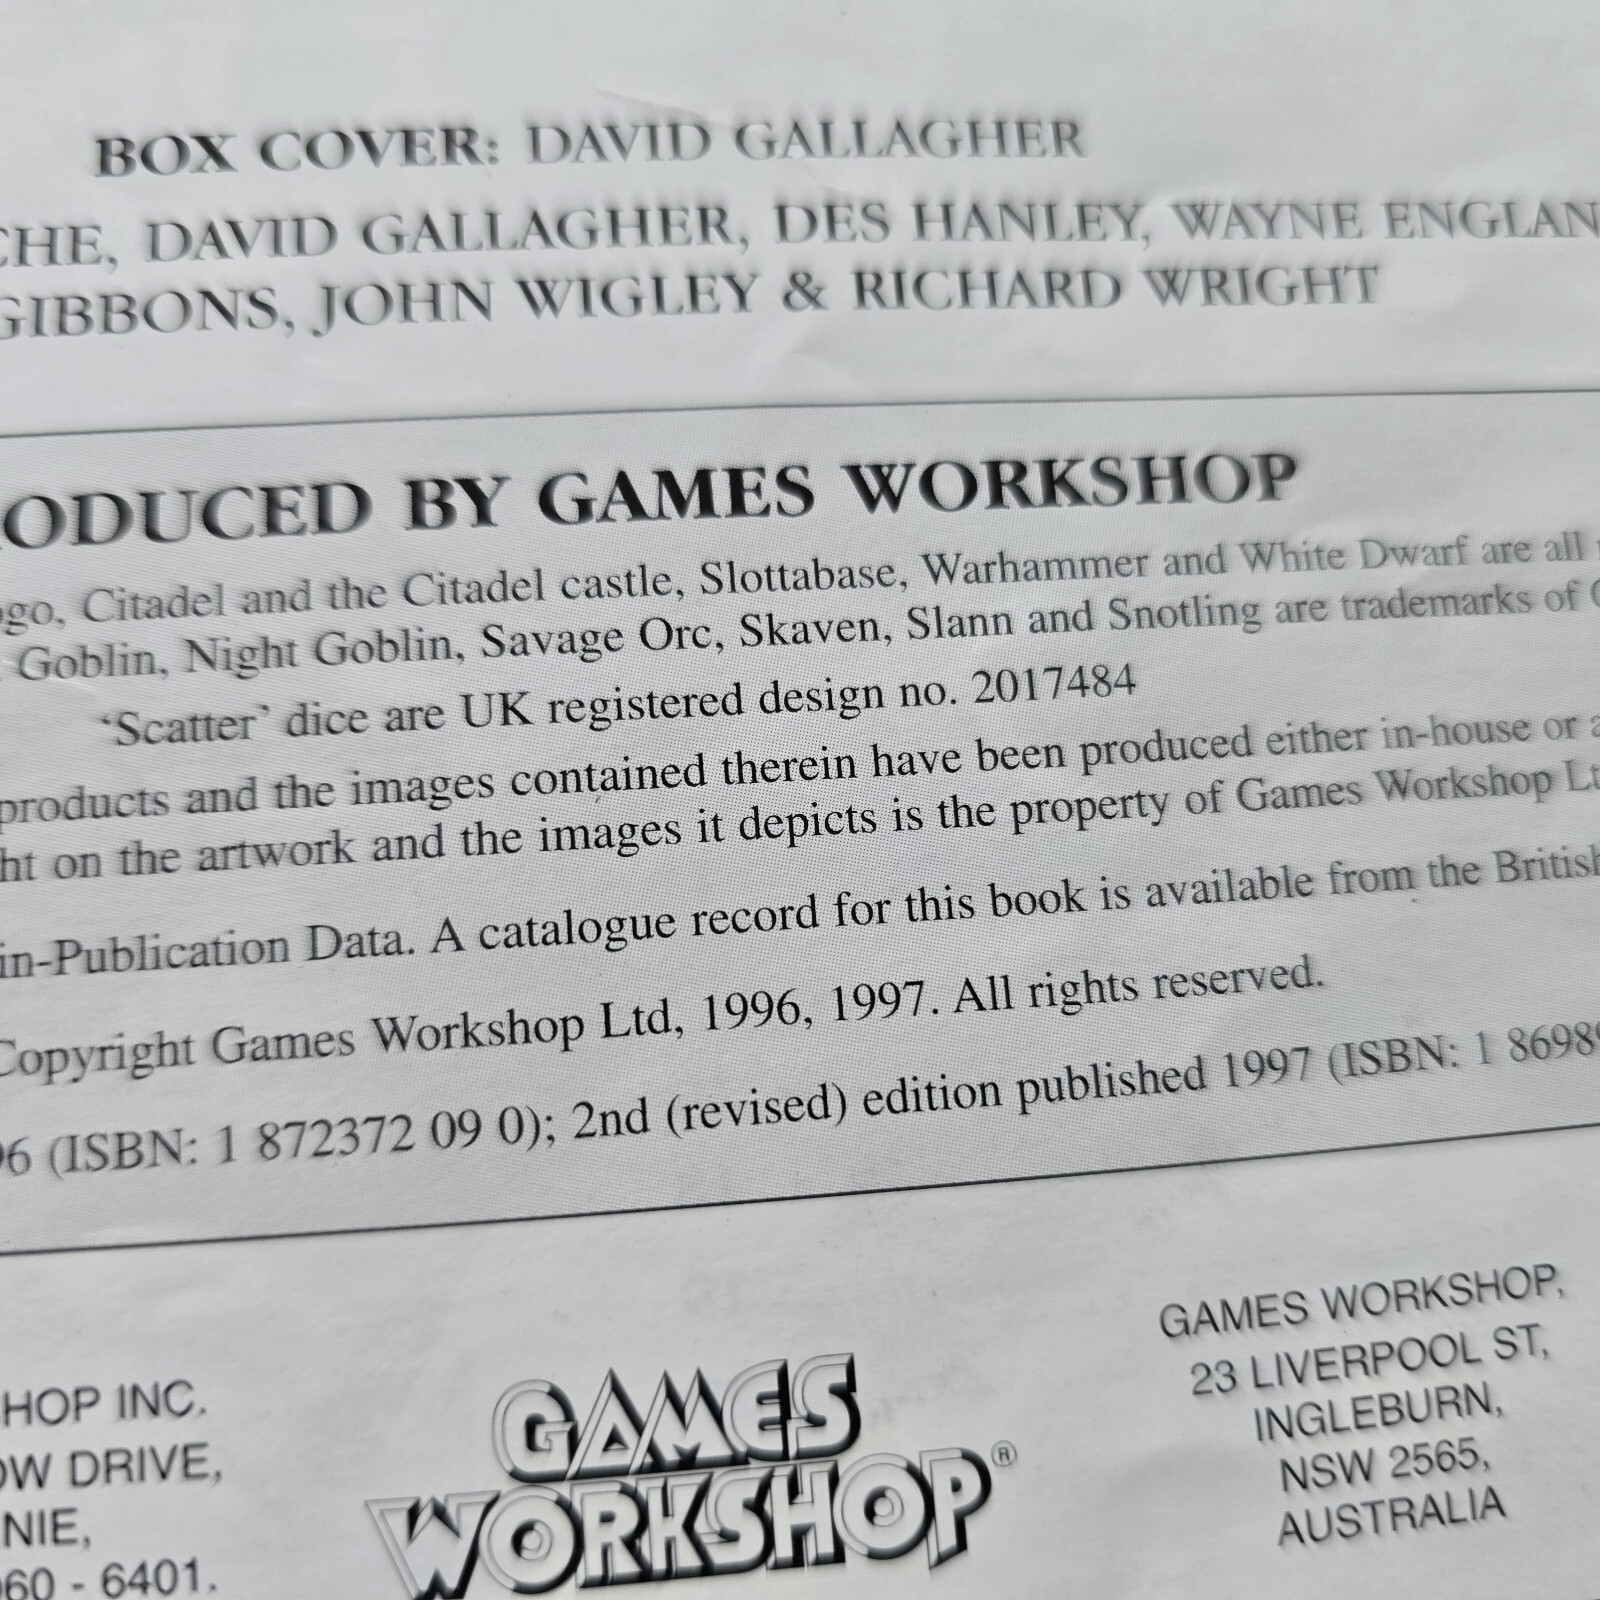 BOX COVER: DAVID GALLAGHER
CHE, DAVID GALLAGHER, DES HANLEY, WAYNE ENGLAN
GIBBONS, JOHN WIGLEY & RICHARD WRIGHT
ODUCED BY GAMES WORKSHOP
ogo, Citadel and the Citadel castle, Slottabase, Warhammer and White Dwarf are all
Goblin, Night Goblin, Savage Orc, Skaven, Slann and Snotling are trademarks of G
'Scatter' dice are UK registered design no. 2017484
products and the images contained therein have been produced either in-house or a
ht on the artwork and the images it depicts is the property of Games Workshop Lt
in-Publication Data. A catalogue record for this book is available from the British
Copyright Games Workshop Ltd, 1996, 1997. All rights reserved.
96 (ISBN: 1 872372 09 0); 2nd (revised) edition published 1997 (ISBN: 1 86989
HOP INC.
OW DRIVE,
NIE,
060 - 6401.
GAMES
WORKSHOP®
GAMES WORKSHOP,
23 LIVERPOOL ST,
INGLEBURN,
NSW 2565,
AUSTRALIA